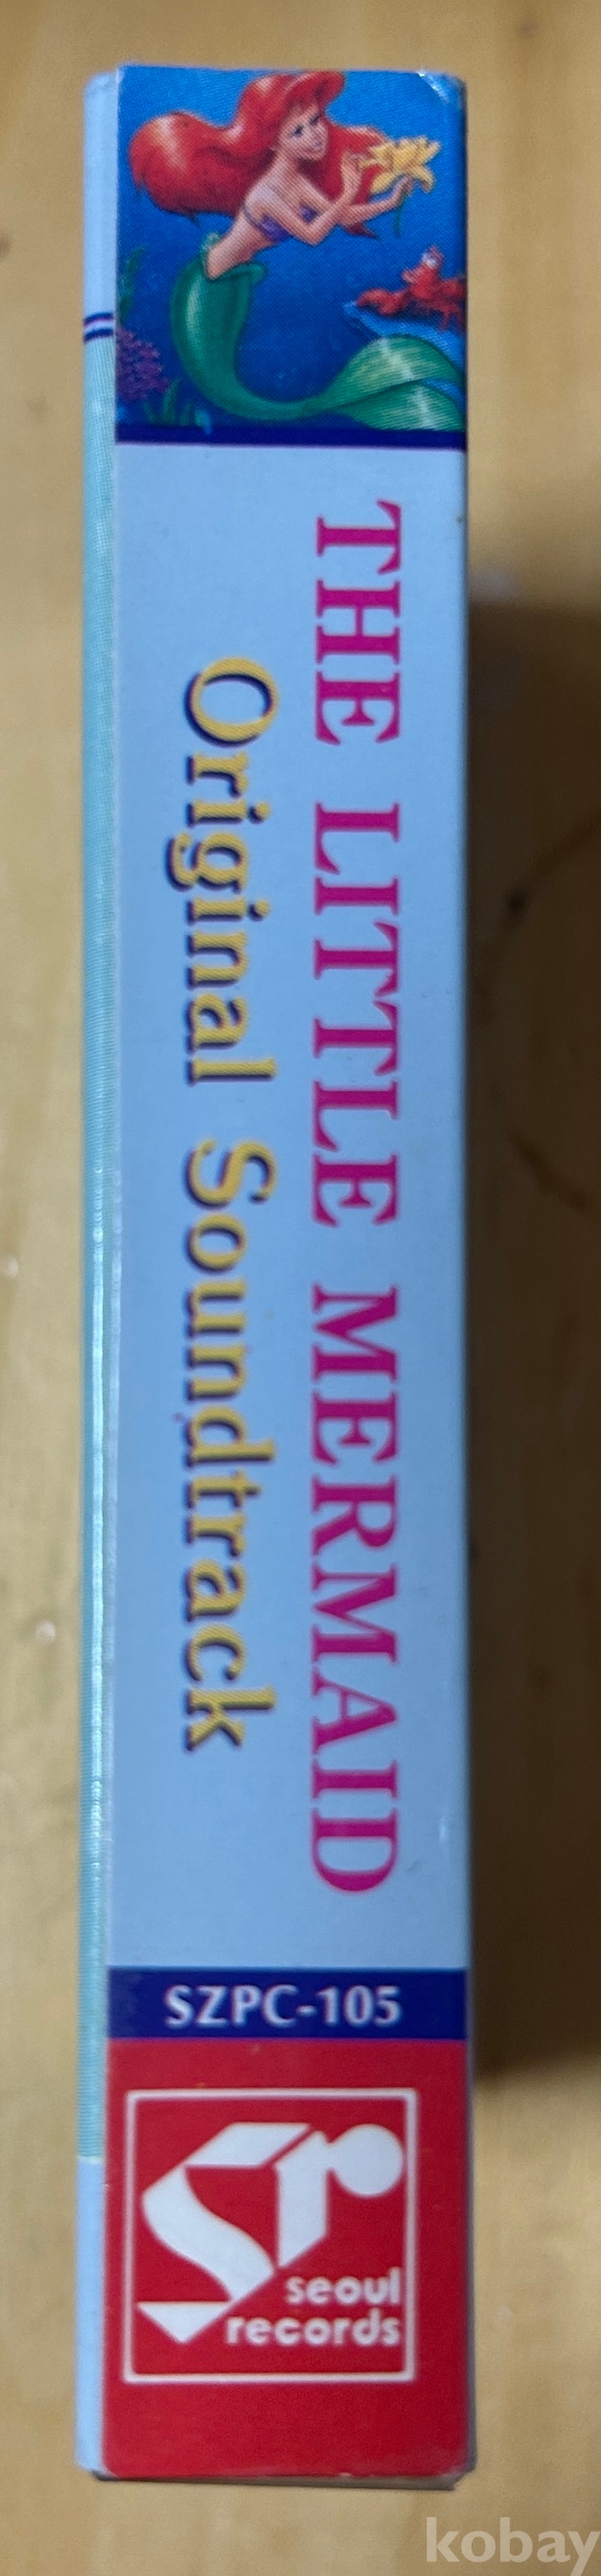 THE LITTLE MERMAID
Original Soundtrack
SZPC-105
seoul
records
kobay